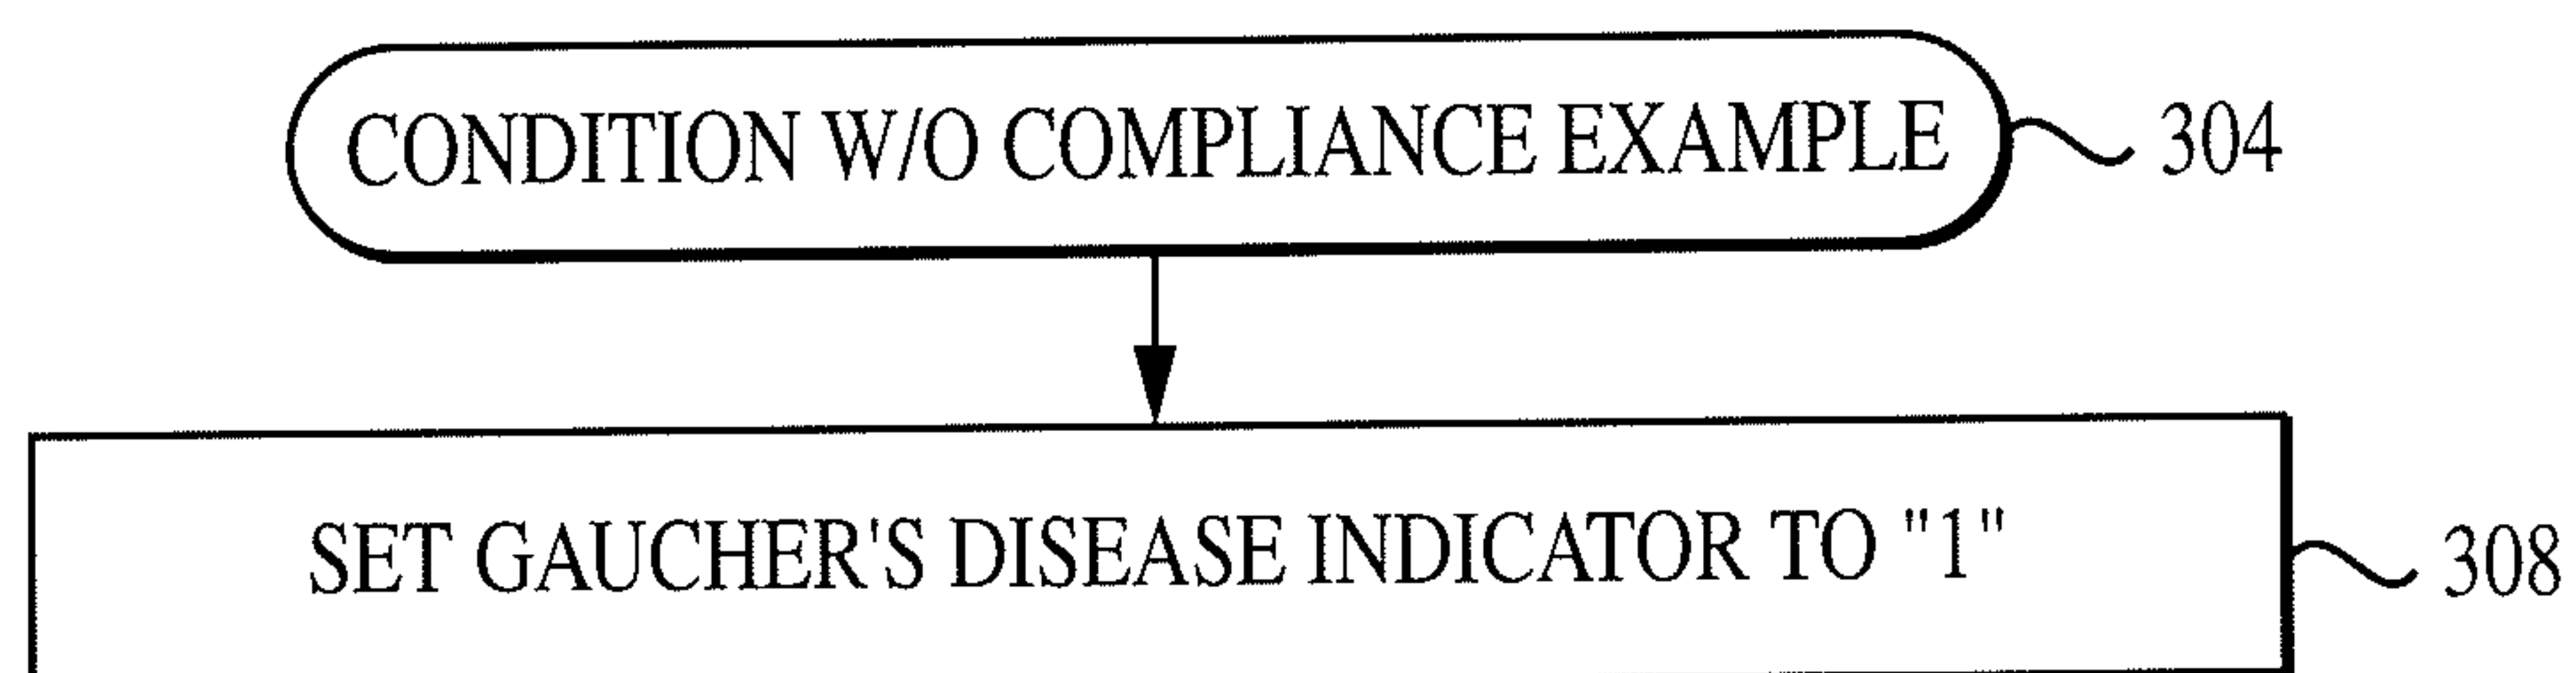 CONDITION W/O COMPLIANCE EXAMPLE
304
SET GAUCHER'S DISEASE INDICATOR TO "1"
308